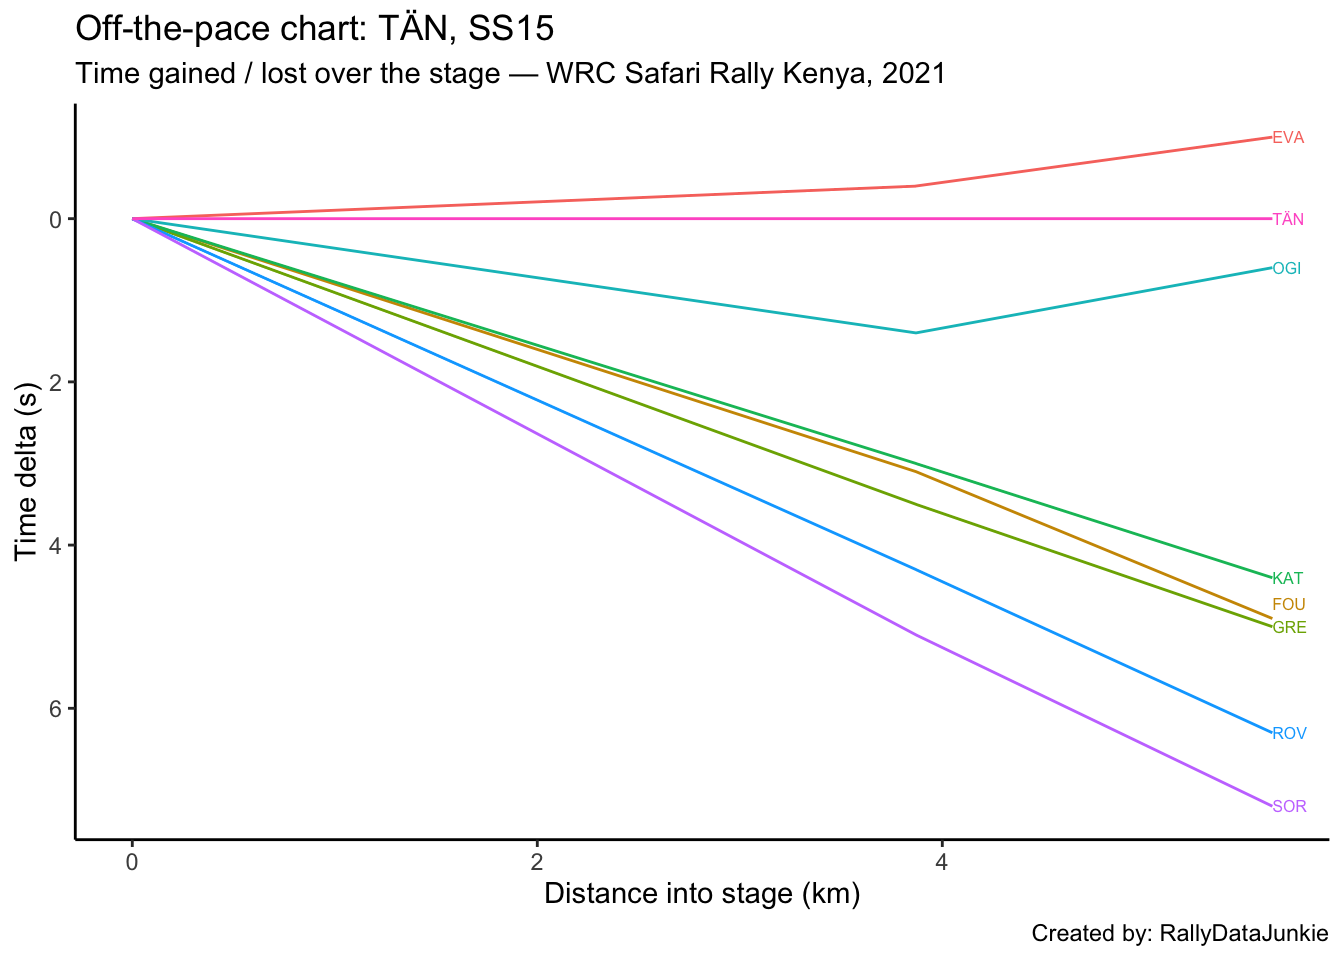 Off-the-pace chart: TÄN, SS15
Time gained / lost over the stage — WRC Safari Rally Kenya, 2021
EVA
0
TÄN
OGI
2
Time delta (s)
4
KAT
FOU
GRE
6
ROV
SOR
0 2 4
Distance into stage (km)
Created by: RallyDataJunkie